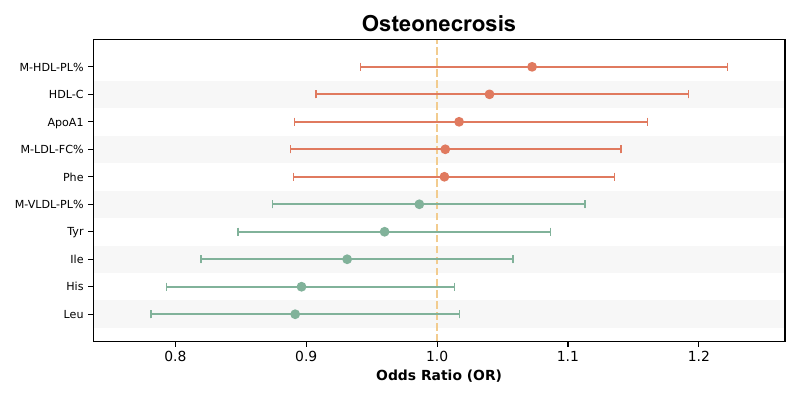 Osteonecrosis
M-HDL-PL%
HDL-C
ApoA1
M-LDL-FC%
Phe
M-VLDL-PL%
Tyr
Ile
His
Leu
0.8 0.9 1.0 1.1 1.2
Odds Ratio (OR)